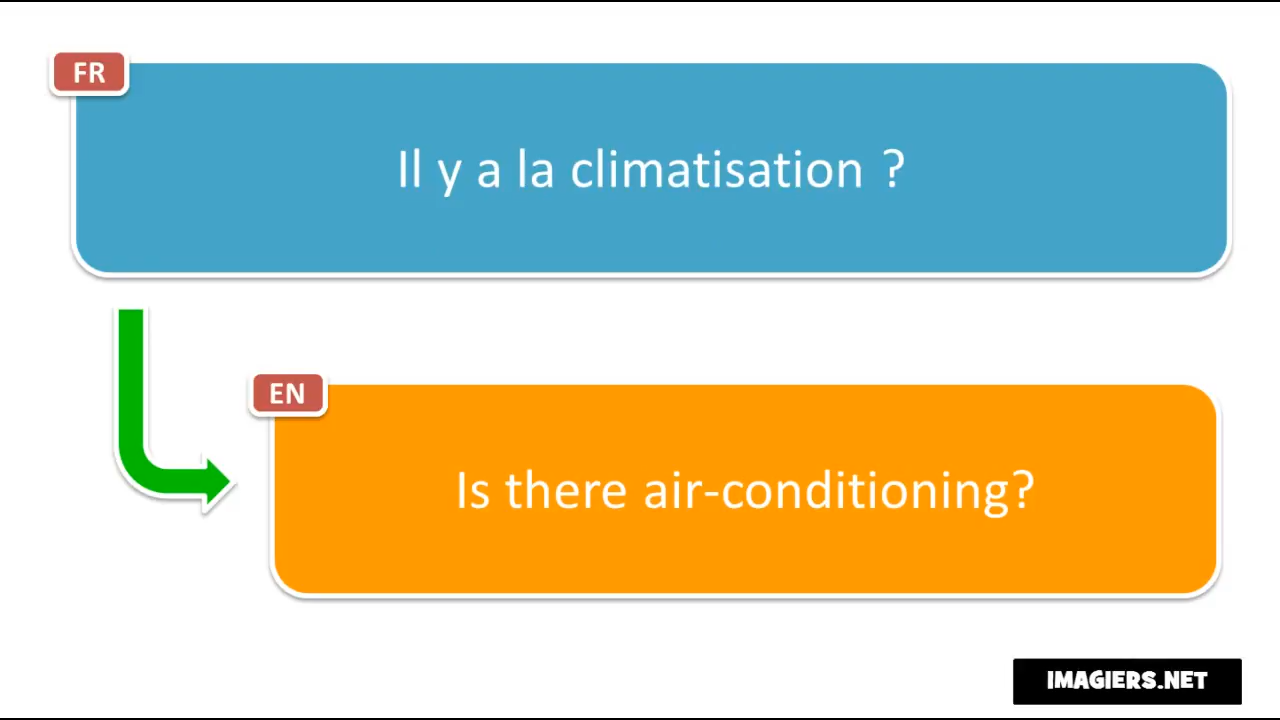 FR
Il y a la climatisation ?
EN
Is there air-conditioning?
IMAGIERS.NET